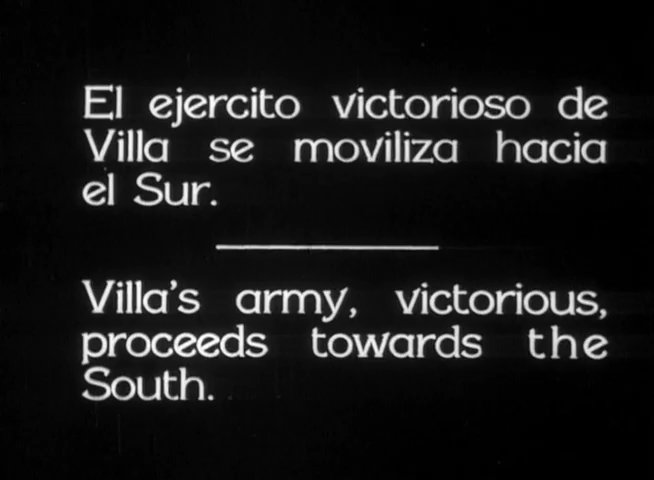 El ejercito victorioso de
Villa se moviliza hacia
el Sur.
Villa's army, victorious,
proceeds towards the
South.